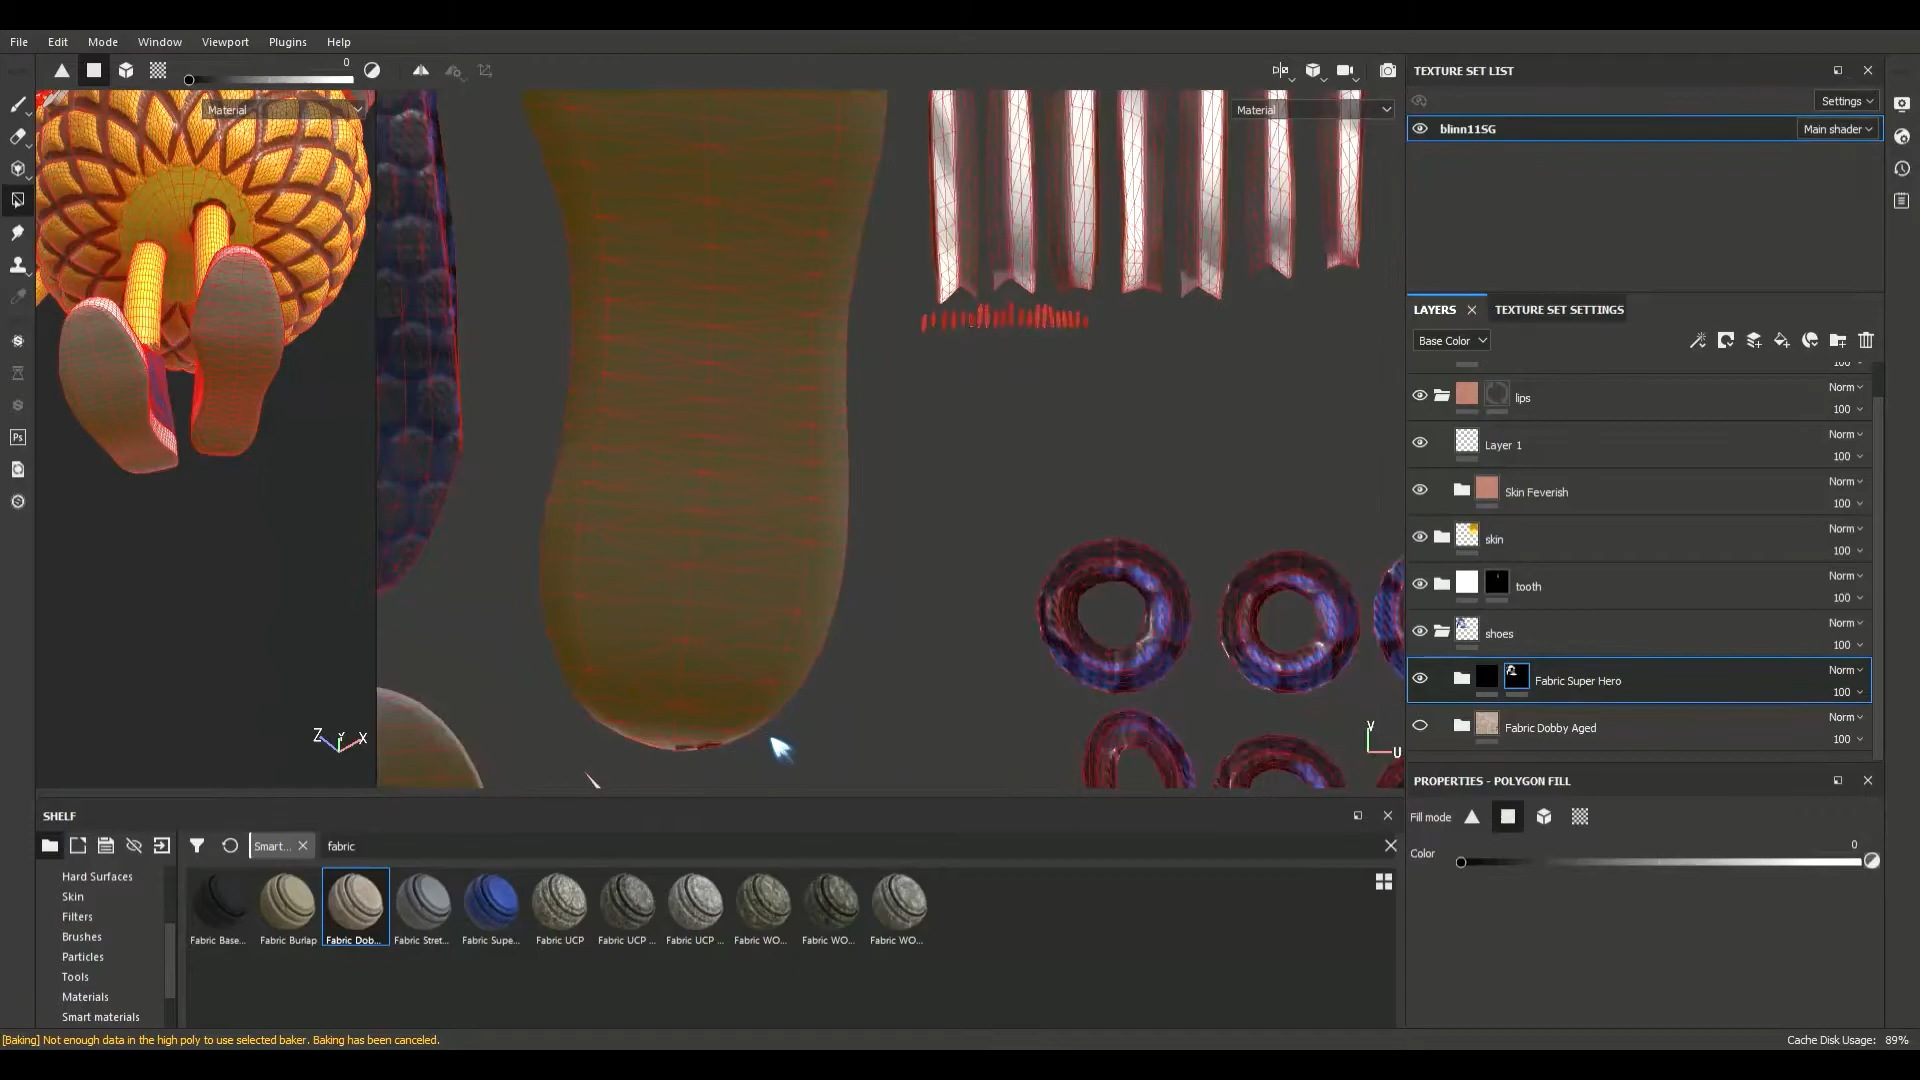 File Edit Mode Window Viewport Plugins Help
0
Material
Material
TEXTURE SET LIST
Settings
blinn11SG Main shader
LAYERS TEXTURE SET SETTINGS
Base Color
100
lips Norm 100
Layer 1 Norm 100
Skin Feverish Norm 100
skin Norm 100
tooth Norm 100
shoes Norm 100
Fabric Super Hero Norm 100
Fabric Dobby Aged Norm 100
Ps
Z Y X
V
U
PROPERTIES - POLYGON FILL
Fill mode
Color 0
SHELF
Smart... fabric
Hard Surfaces
Skin
Filters
Brushes
Particles
Tools
Materials
Smart materials
Fabric Base... Fabric Burlap Fabric Dob... Fabric Stret... Fabric Supe... Fabric UCP Fabric UCP ... Fabric UCP ... Fabric WO... Fabric WO... Fabric WO...
[Baking] Not enough data in the high poly to use selected baker. Baking has been canceled.
Cache Disk Usage: 89%